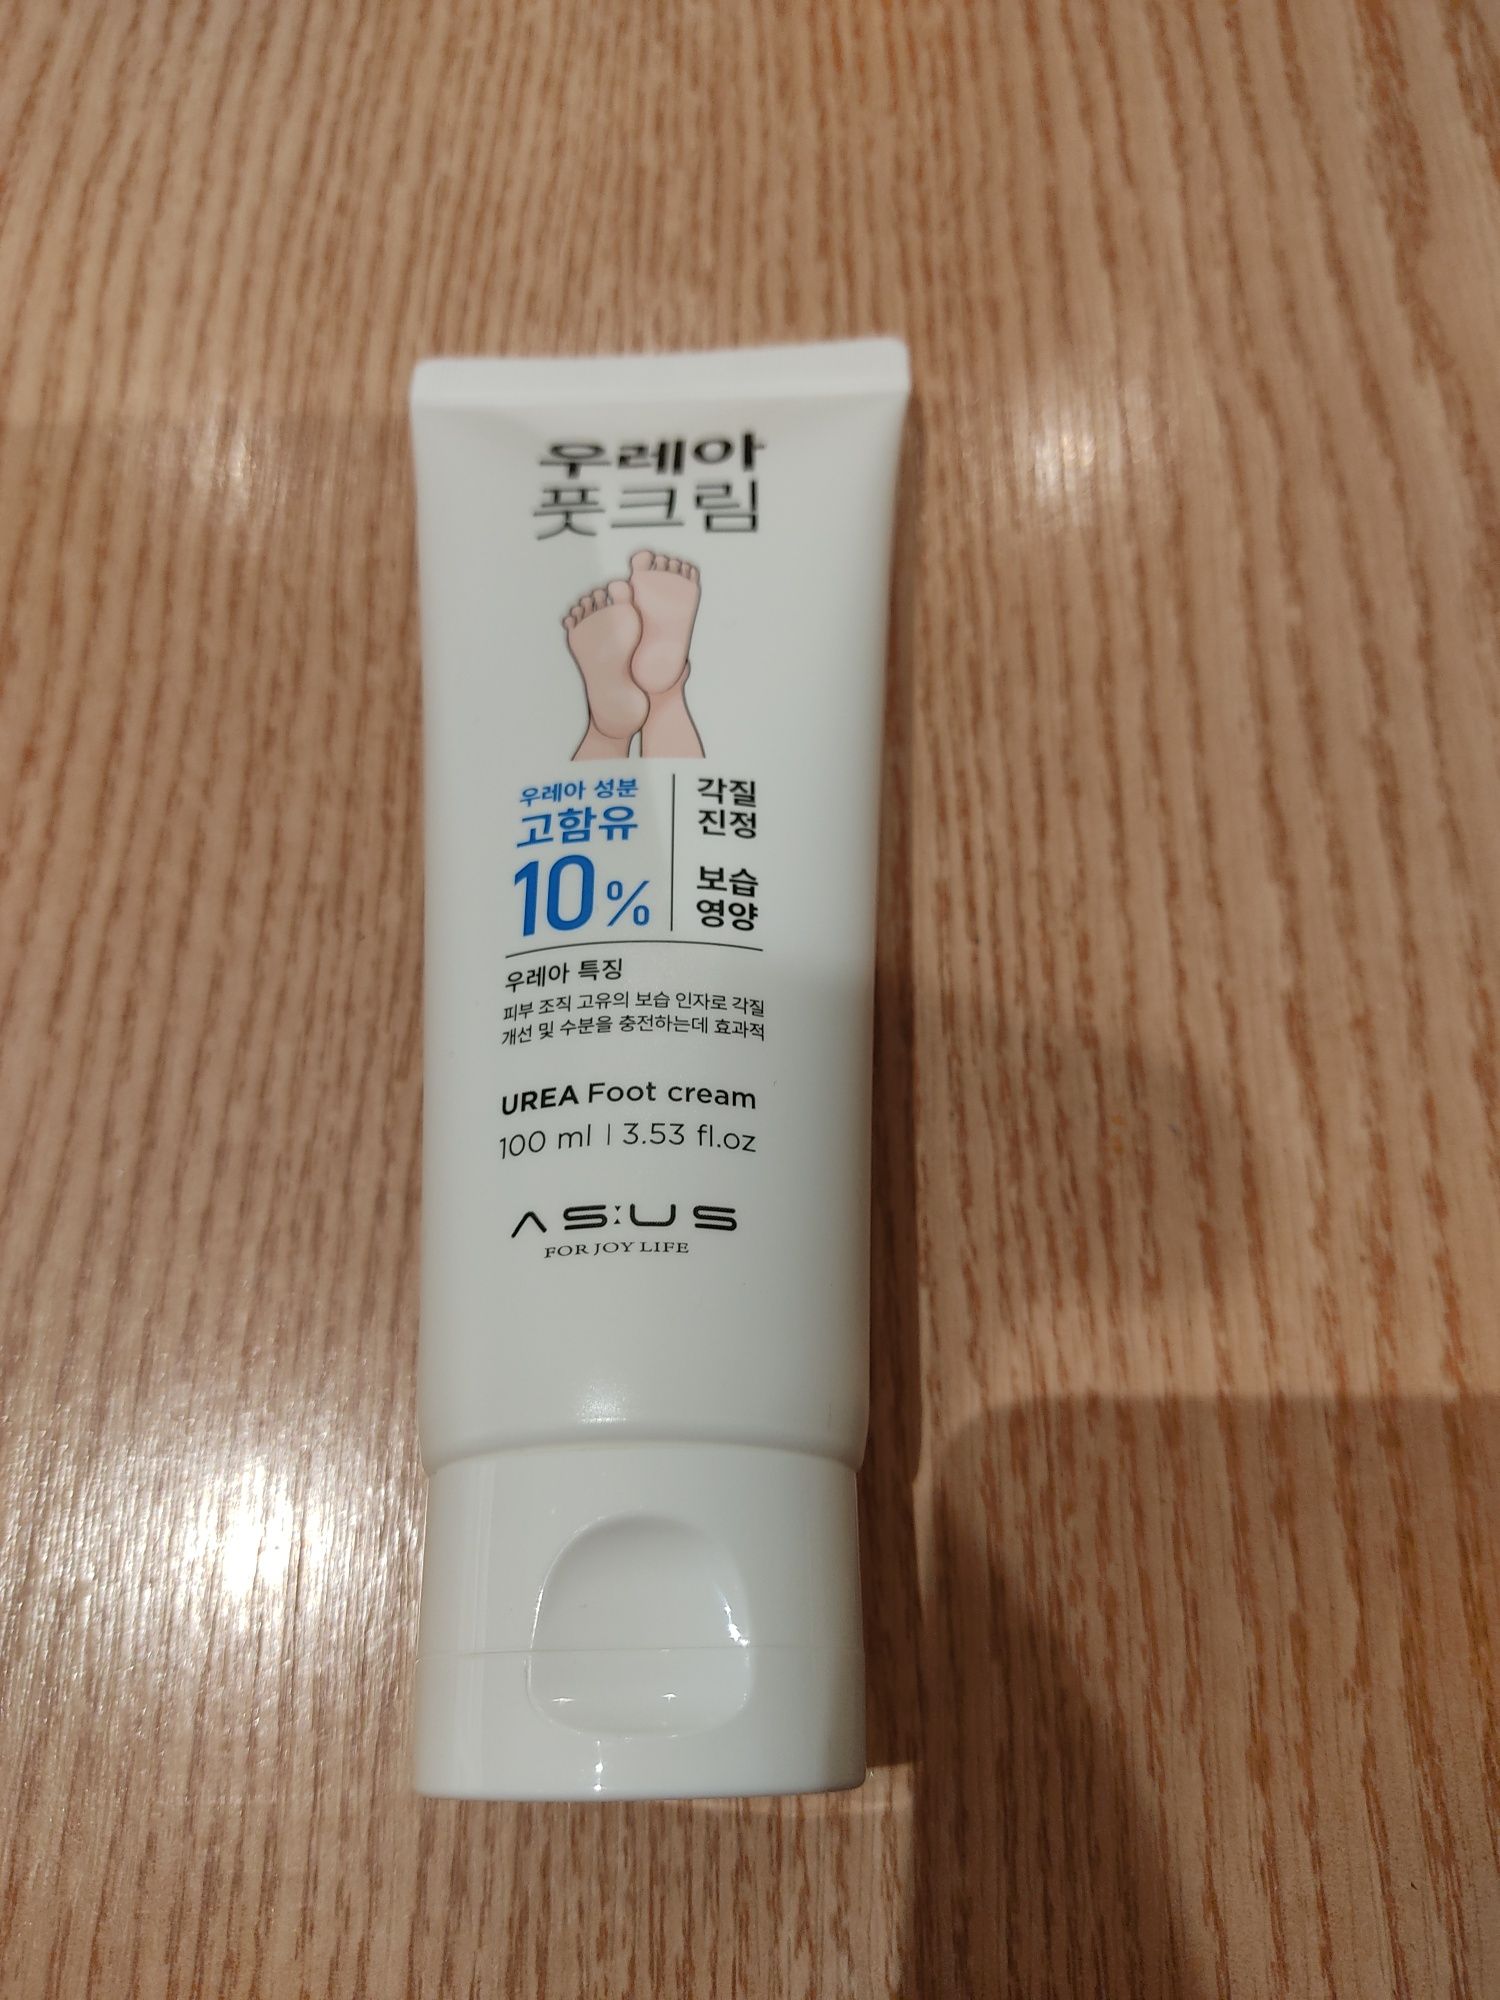 우레아
풋크림
우레아 성분
고함유
10%
각질
진정
보습
영양
우레아 특징
피부 조직 고유의 보습 인자로 각질
개선 및 수분을 충전하는데 효과적
UREA Foot cream
100 ml | 3.53 fl.oz
AS:US
FOR JOY LIFE